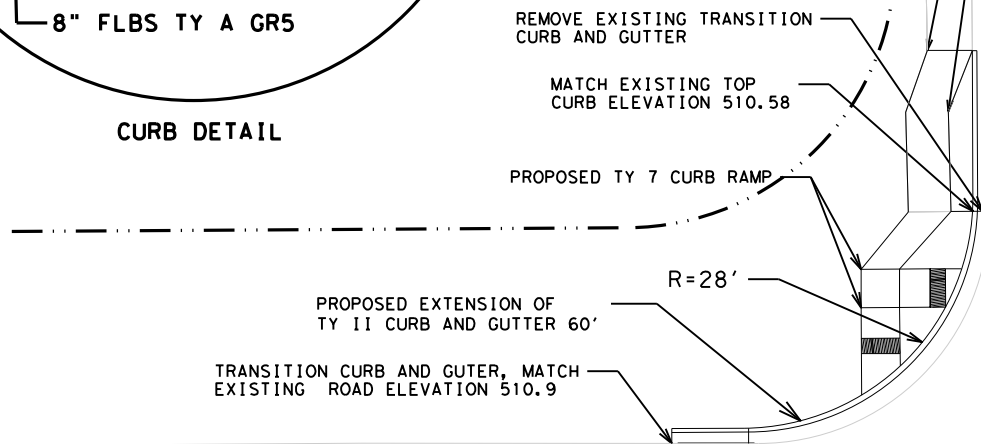 8" FLBS TY A GR5
CURB DETAIL
REMOVE EXISTING TRANSITION
CURB AND GUTTER
MATCH EXISTING TOP
CURB ELEVATION 510.58
PROPOSED TY 7 CURB RAMP
R=28'
PROPOSED EXTENSION OF
TY II CURB AND GUTTER 60'
TRANSITION CURB AND GUTER, MATCH
EXISTING ROAD ELEVATION 510.9